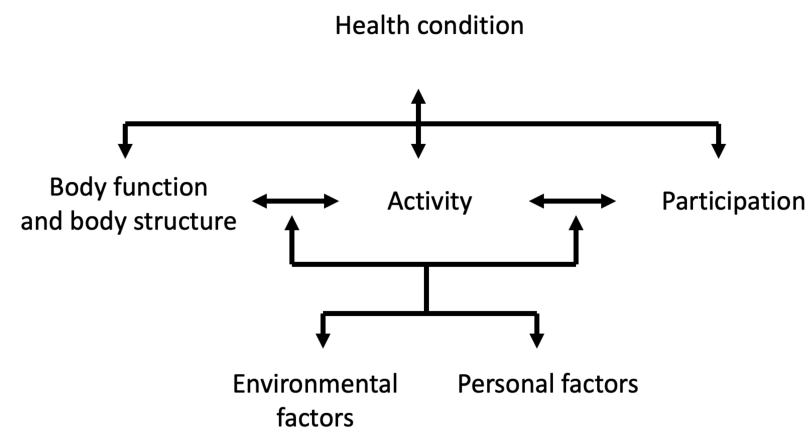 Health condition
Body function
and body structure
Activity
Participation
Environmental
factors
Personal factors